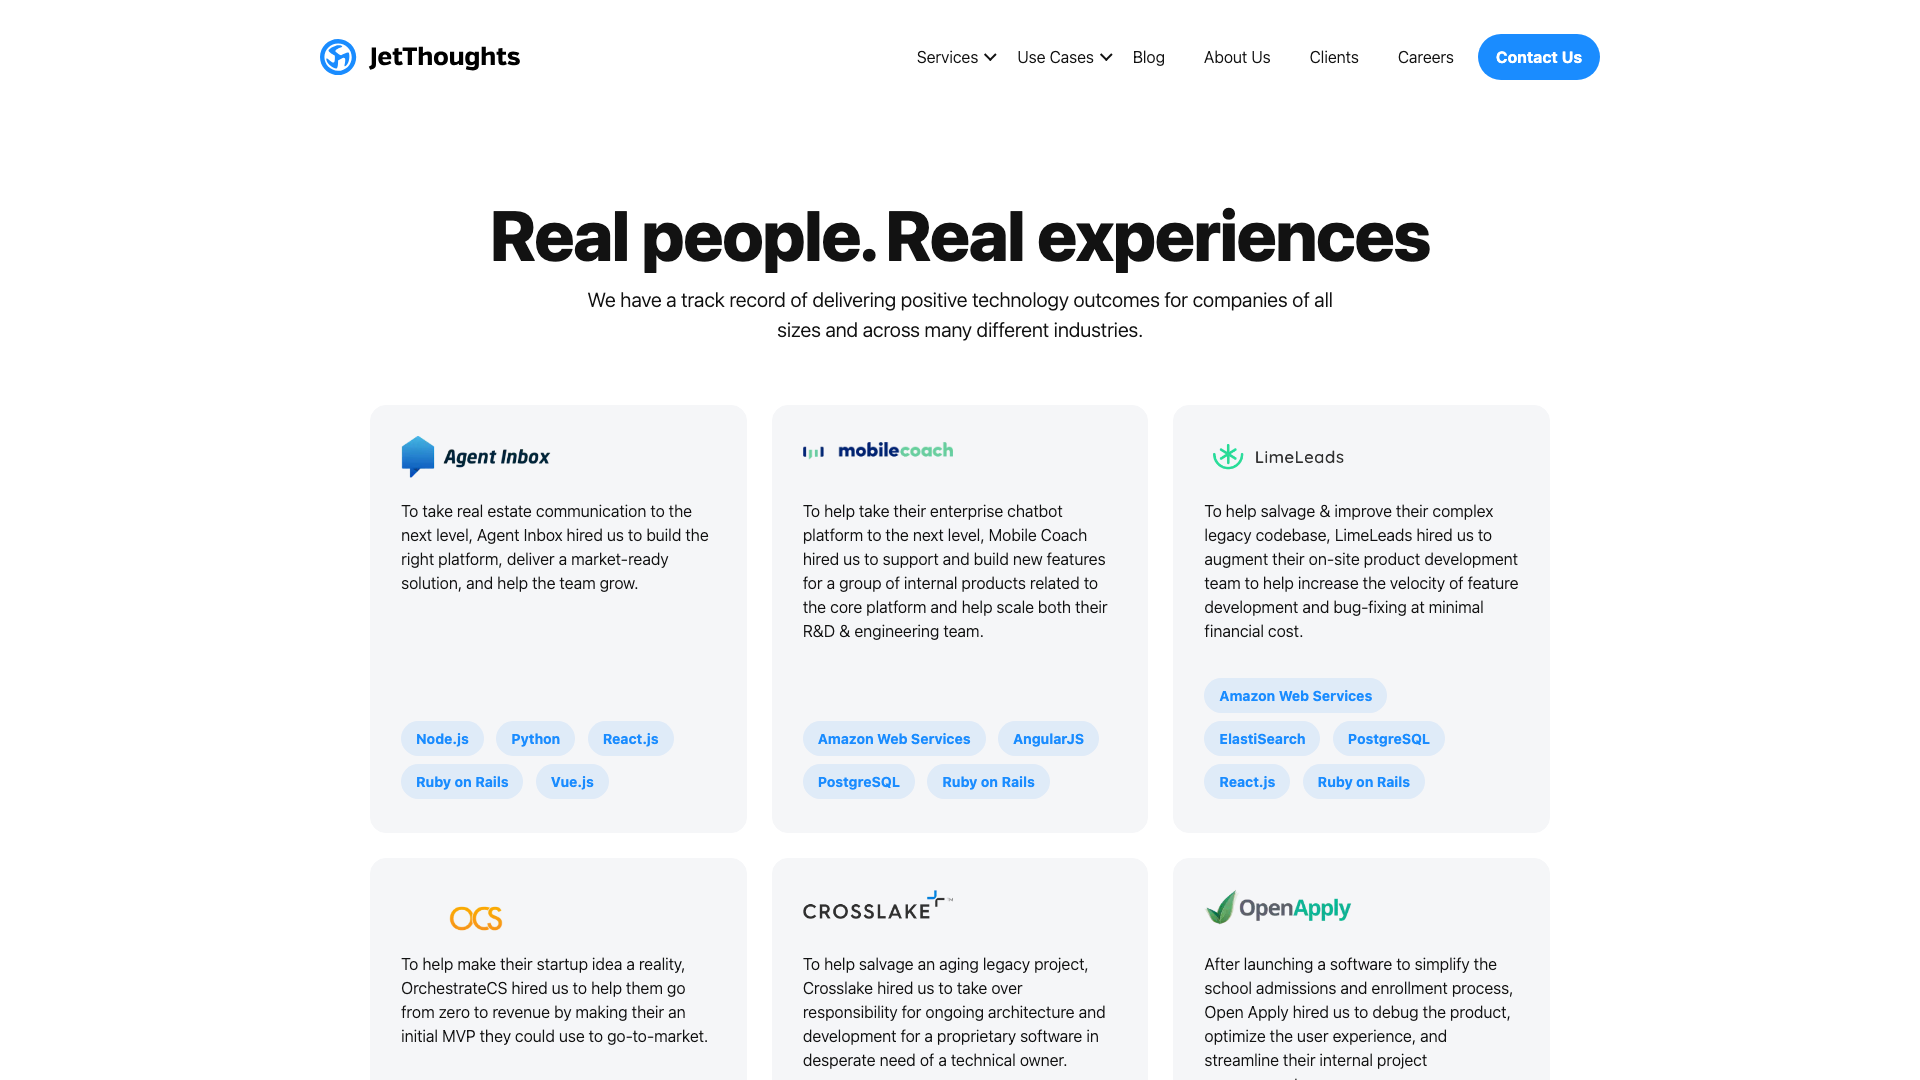 JetThoughts
Services
Use Cases
Blog
About Us
Clients
Careers
Contact Us
Real people. Real experiences
We have a track record of delivering positive technology outcomes for companies of all
sizes and across many different industries.
Agent Inbox
To take real estate communication to the
next level, Agent Inbox hired us to build the
right platform, deliver a market-ready
solution, and help the team grow.
Node.js
Python
React.js
Ruby on Rails
Vue.js
mobilecoach
To help take their enterprise chatbot
platform to the next level, Mobile Coach
hired us to support and build new features
for a group of internal products related to
the core platform and help scale both their
R&D & engineering team.
Amazon Web Services
AngularJS
PostgreSQL
Ruby on Rails
LimeLeads
To help salvage & improve their complex
legacy codebase, LimeLeads hired us to
augment their on-site product development
team to help increase the velocity of feature
development and bug-fixing at minimal
financial cost.
Amazon Web Services
ElastiSearch
PostgreSQL
React.js
Ruby on Rails
OCS
To help make their startup idea a reality,
OrchestrateCS hired us to help them go
from zero to revenue by making their an
initial MVP they could use to go-to-market.
CROSSLAKE™
To help salvage an aging legacy project,
Crosslake hired us to take over
responsibility for ongoing architecture and
development for a proprietary software in
desperate need of a technical owner.
OpenApply
After launching a software to simplify the
school admissions and enrollment process,
Open Apply hired us to debug the product,
optimize the user experience, and
streamline their internal project